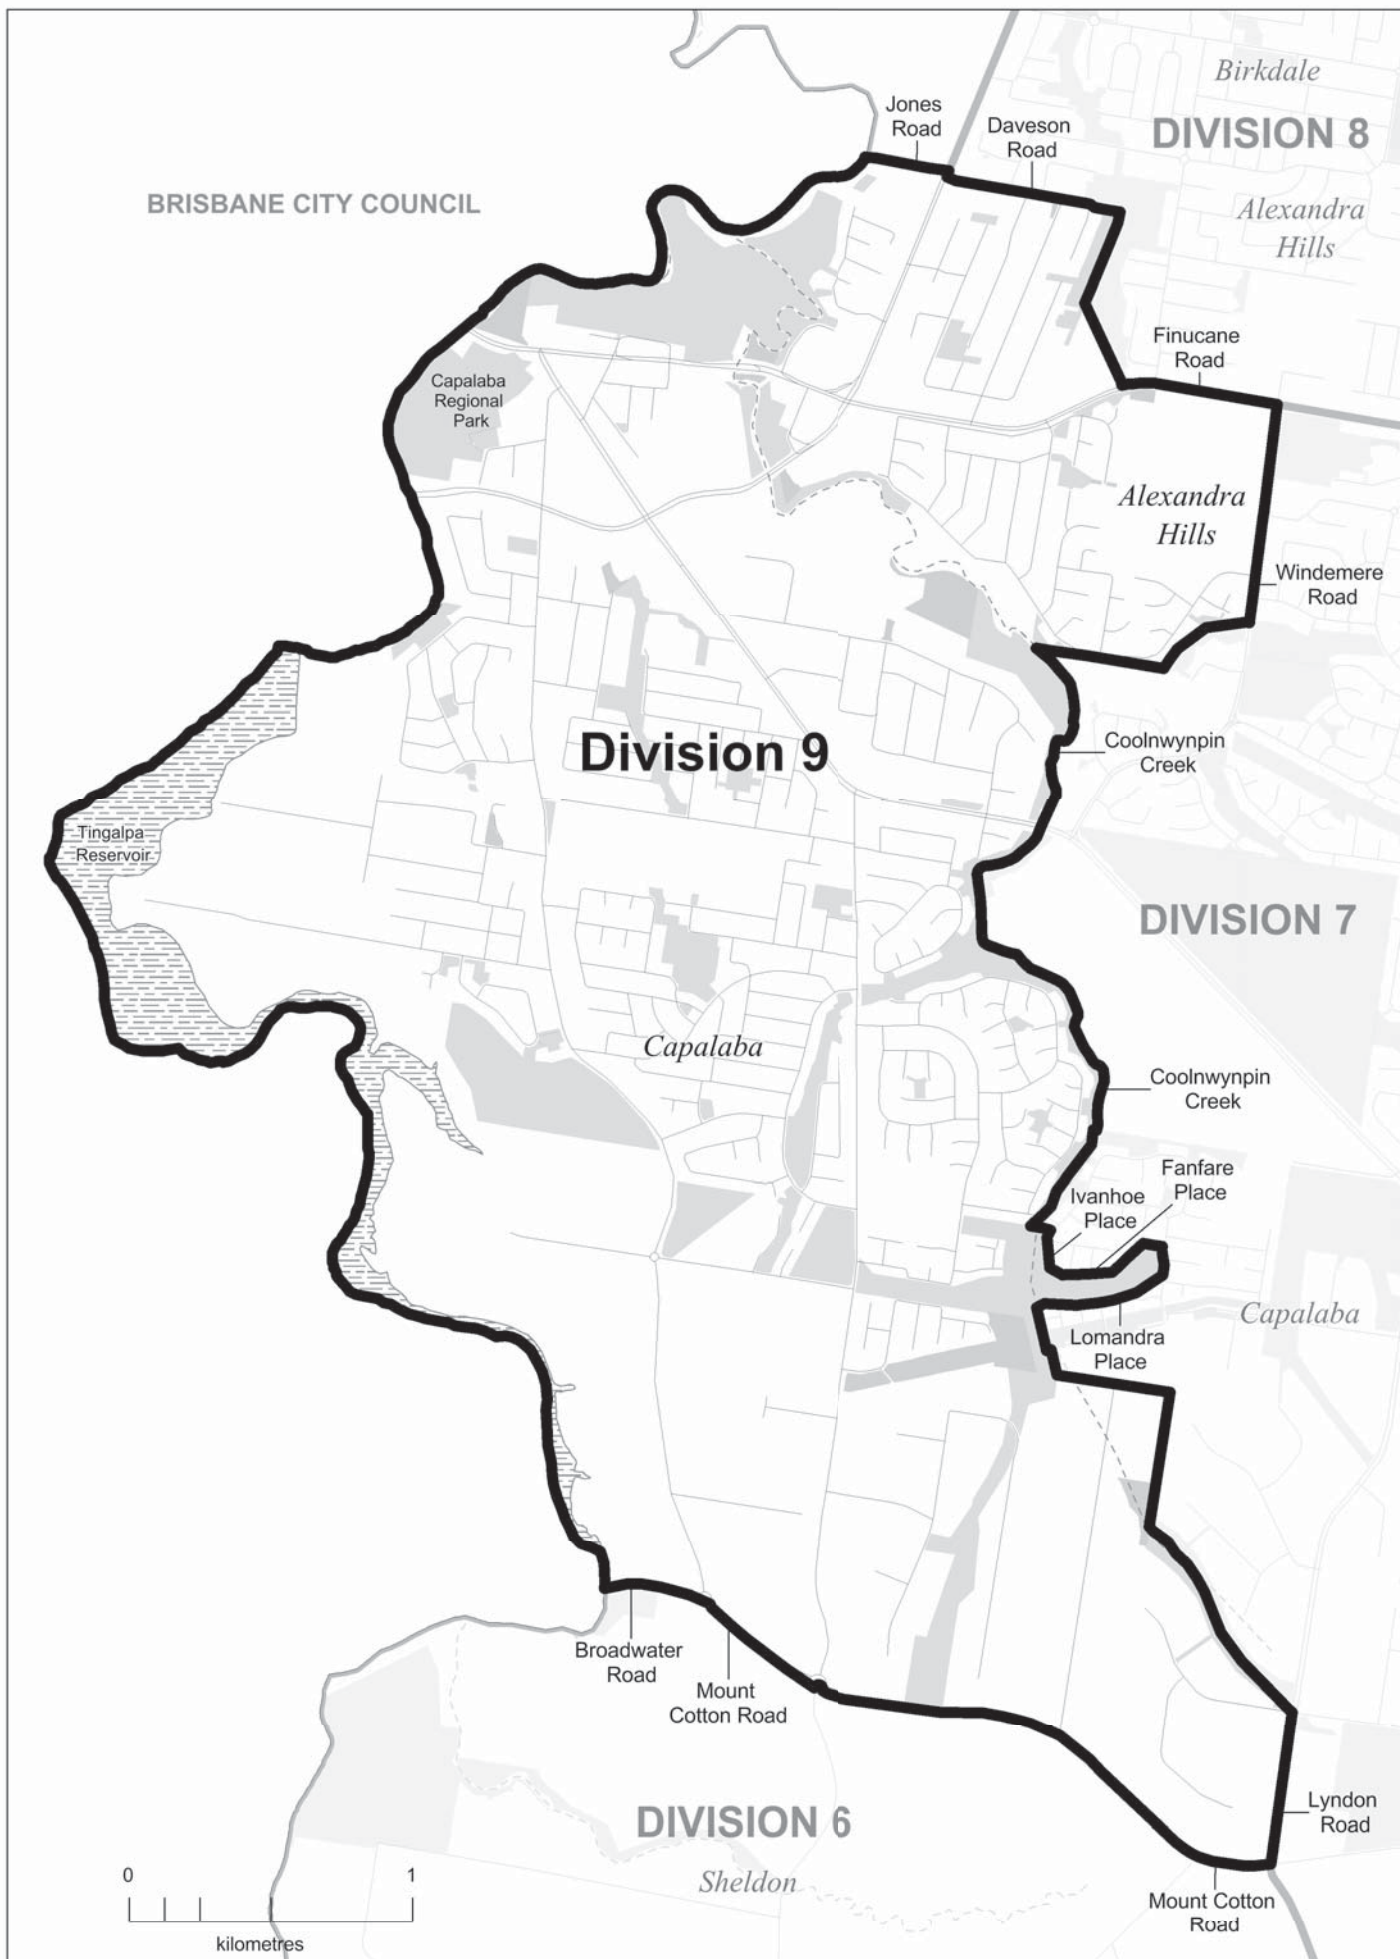 Birkdale
DIVISION 8
Jones
Road
Daveson
Road
BRISBANE CITY COUNCIL
Alexandra
Hills
Finucane
Road
Capalaba
Regional
Park
Alexandra
Hills
Windemere
Road
Division 9
Coolnwynpin
Creek
Tingalpa
Reservoir
DIVISION 7
Capalaba
Coolnwynpin
Creek
Fanfare
Place
Ivanhoe
Place
Capalaba
Lomandra
Place
Broadwater
Road
Mount
Cotton Road
Lyndon
Road
DIVISION 6
Sheldon
Mount Cotton
Road
0 1
kilometres